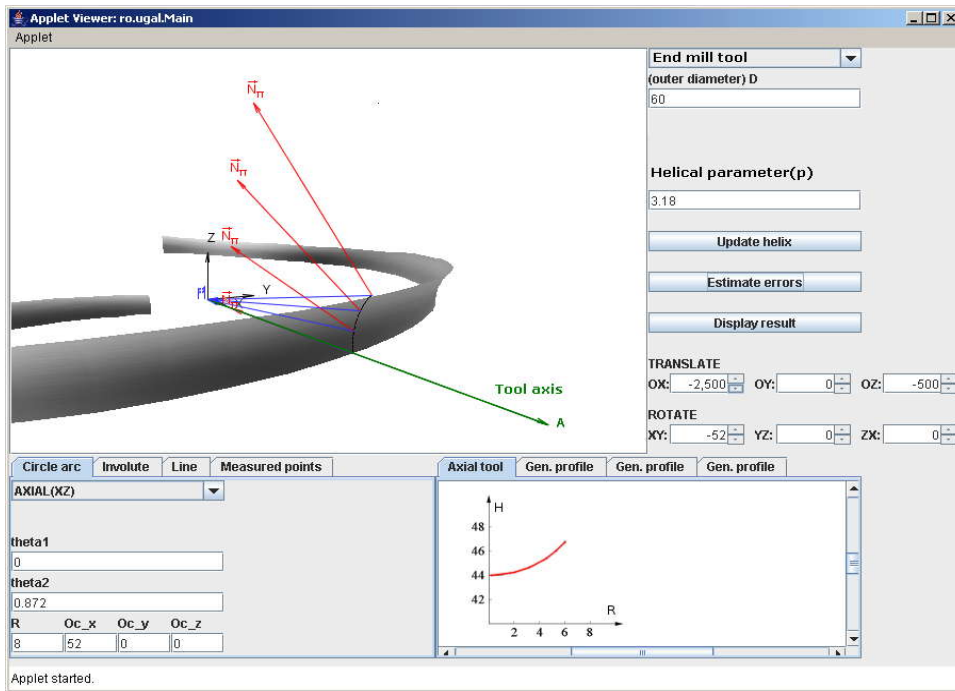 Applet Viewer: ro.ugal.Main
Applet
End mill tool
(outer diameter) D
60
Helical parameter(p)
3.18
Update helix
Estimate errors
Display result
TRANSLATE
OX: -2,500 OY: 0 OZ: -500
ROTATE
XY: -52 YZ: 0 ZX: 0
N π
N π
N π
Z
Y
X
Tool axis
A
Circle arc Involute Line Measured points
AXIAL(XZ)
theta1
0
theta2
0.872
R Oc_x Oc_y Oc_z
8 52 0 0
Axial tool Gen. profile Gen. profile Gen. profile
H
48
46
44
42
R
2 4 6 8
Applet started.